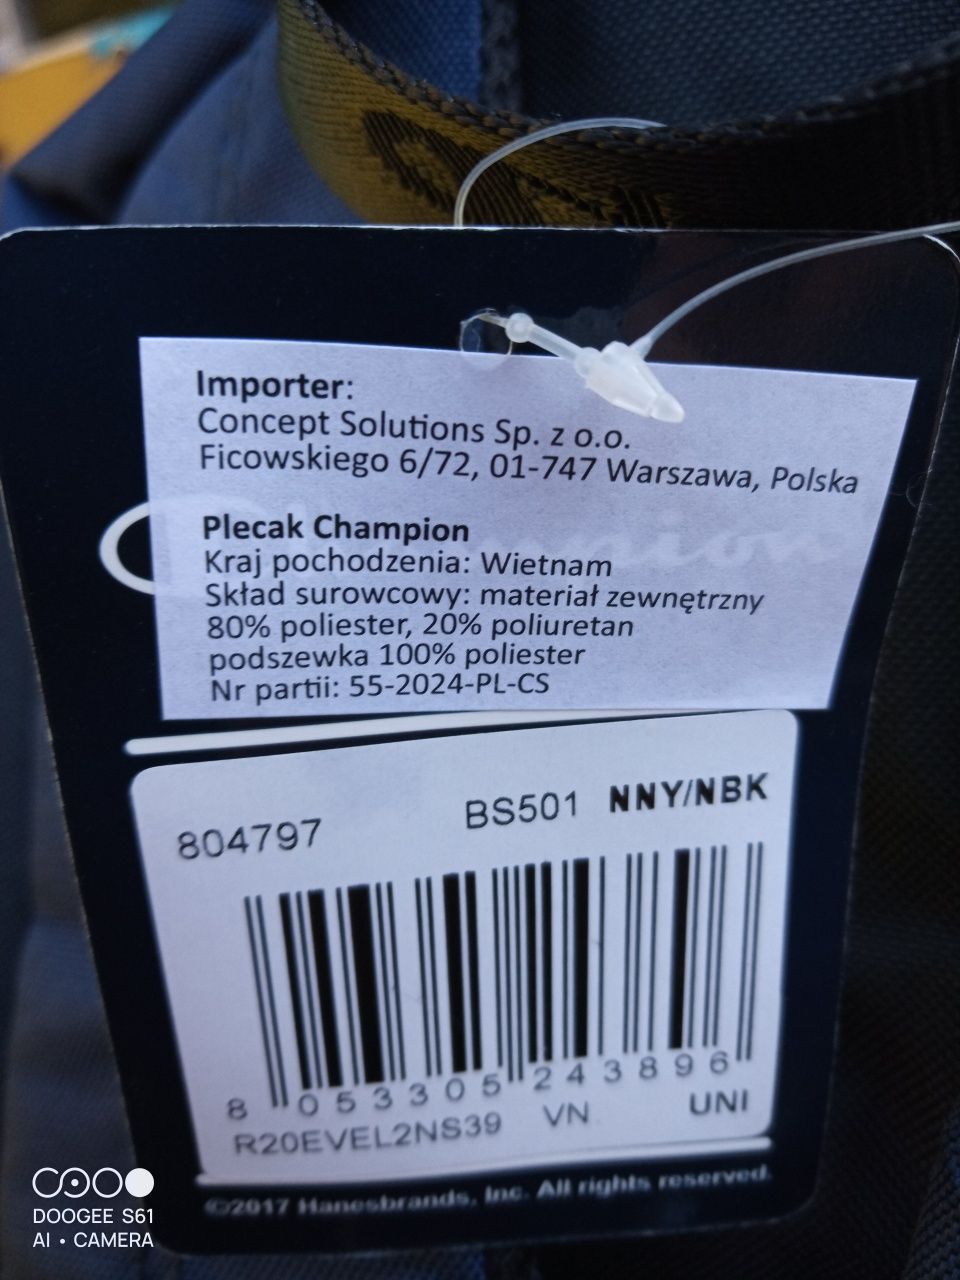 Importer:
Concept Solutions Sp. z o.o.
Ficowskiego 6/72, 01-747 Warszawa, Polska
Plecak Champion
Kraj pochodzenia: Wietnam
Skład surowcowy: materiał zewnętrzny
80% poliester, 20% poliuretan
podszewka 100% poliester
Nr partii: 55-2024-PL-CS
804797 BS501 NNY/NBK
8 053305 243896
R20EVEL2NS39 VN UNI
©2017 Hanesbrands, Inc. All rights reserved.
DOOGEE S61
AI • CAMERA